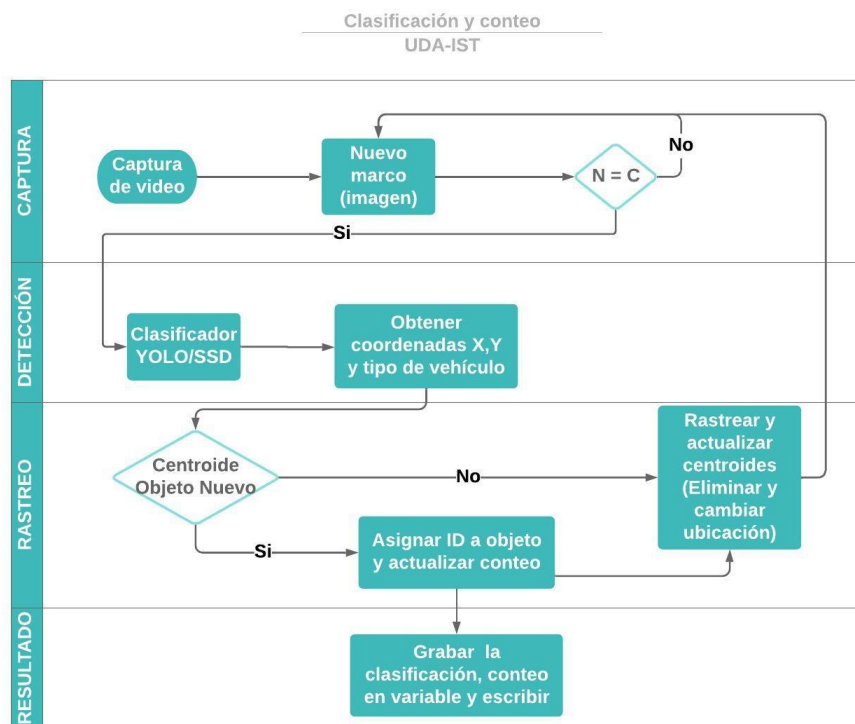 Clasificación y conteo
UDA-IST
CAPTURA
Captura
de video
Nuevo
marco
(imagen)
N = C
No
Si
DETECCIÓN
Clasificador
YOLO/SSD
Obtener
coordenadas X,Y
y tipo de vehículo
RASTREO
Centroide
Objeto Nuevo
No
Si
Asignar ID a objeto
y actualizar conteo
Rastrear y
actualizar
centroides
(Eliminar y
cambiar
ubicación)
RESULTADO
Grabar la
clasificación, conteo
en variable y escribir